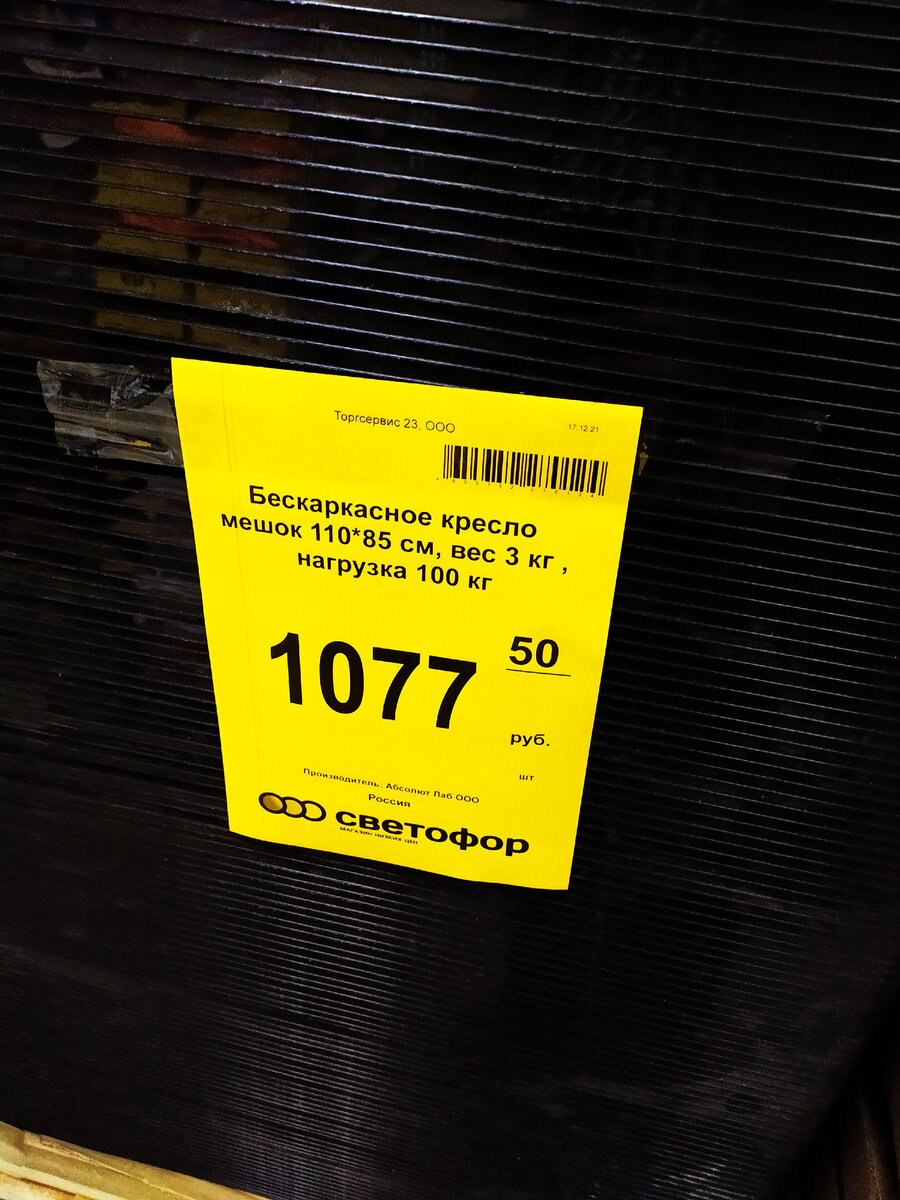 Торгсервис 23, ООО
17.12.21
Бескаркасное кресло
мешок 110*85 см, вес 3 кг ,
нагрузка 100 кг
1077
50
руб.
шт
Производитель: Абсолют Лаб ООО
Россия
светофор
МАГАЗИН НИЗКИХ ЦЕН